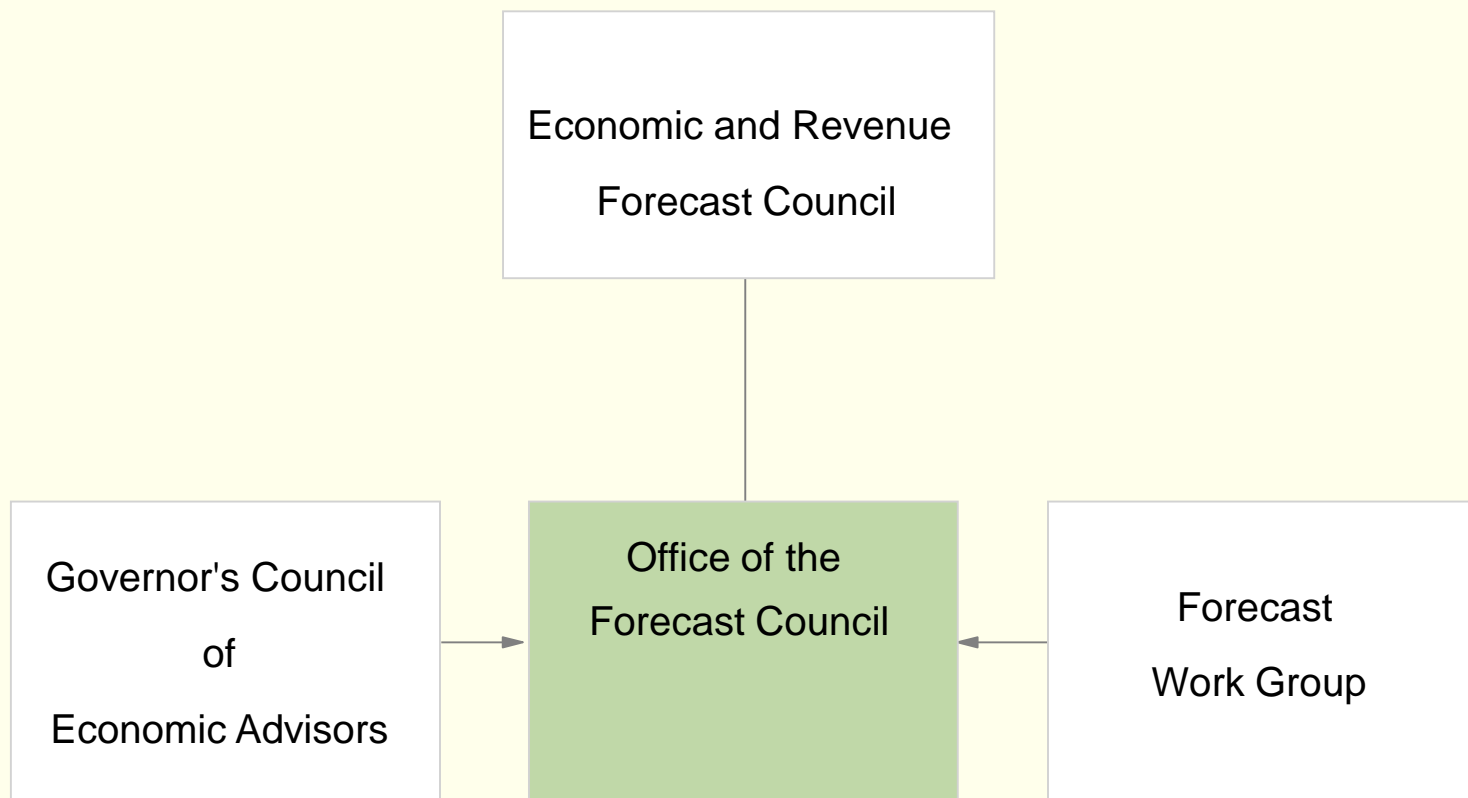 Economic and Revenue
Forecast Council
Governor's Council
of
Economic Advisors
Office of the
Forecast Council
Forecast
Work Group